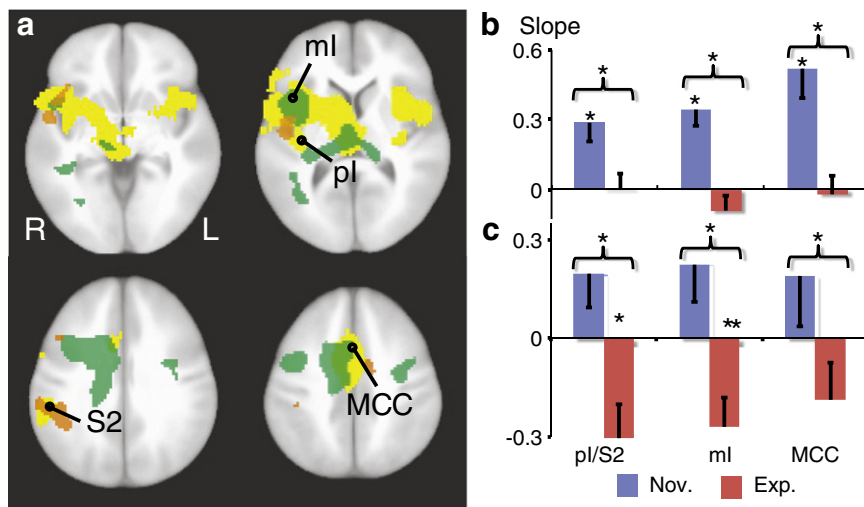 a
mI
pI
R
L
S2
MCC
b
Slope
0.6
*
*
*
*
*
*
0.3
0
c
0.3
*
*
*
*
**
0
-0.3
pI/S2
mI
MCC
Nov.
Exp.